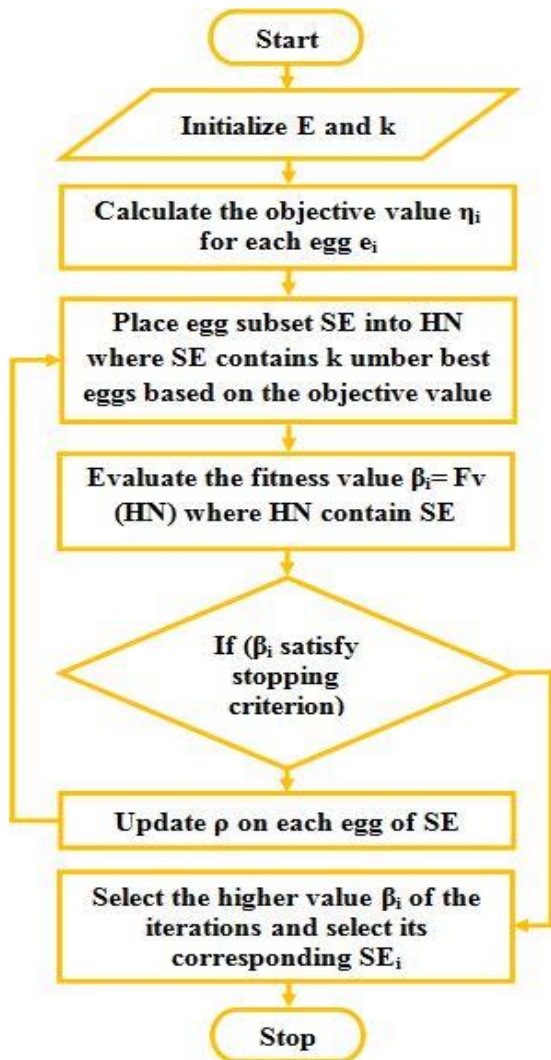 Start
Initialize E and k
Calculate the objective value ηᵢ
for each egg eᵢ
Place egg subset SE into HN
where SE contains k umber best
eggs based on the objective value
Evaluate the fitness value βᵢ= Fv
(HN) where HN contain SE
If (βᵢ satisfy
stopping
criterion)
Update ρ on each egg of SE
Select the higher value βᵢ of the
iterations and select its
corresponding SEᵢ
Stop